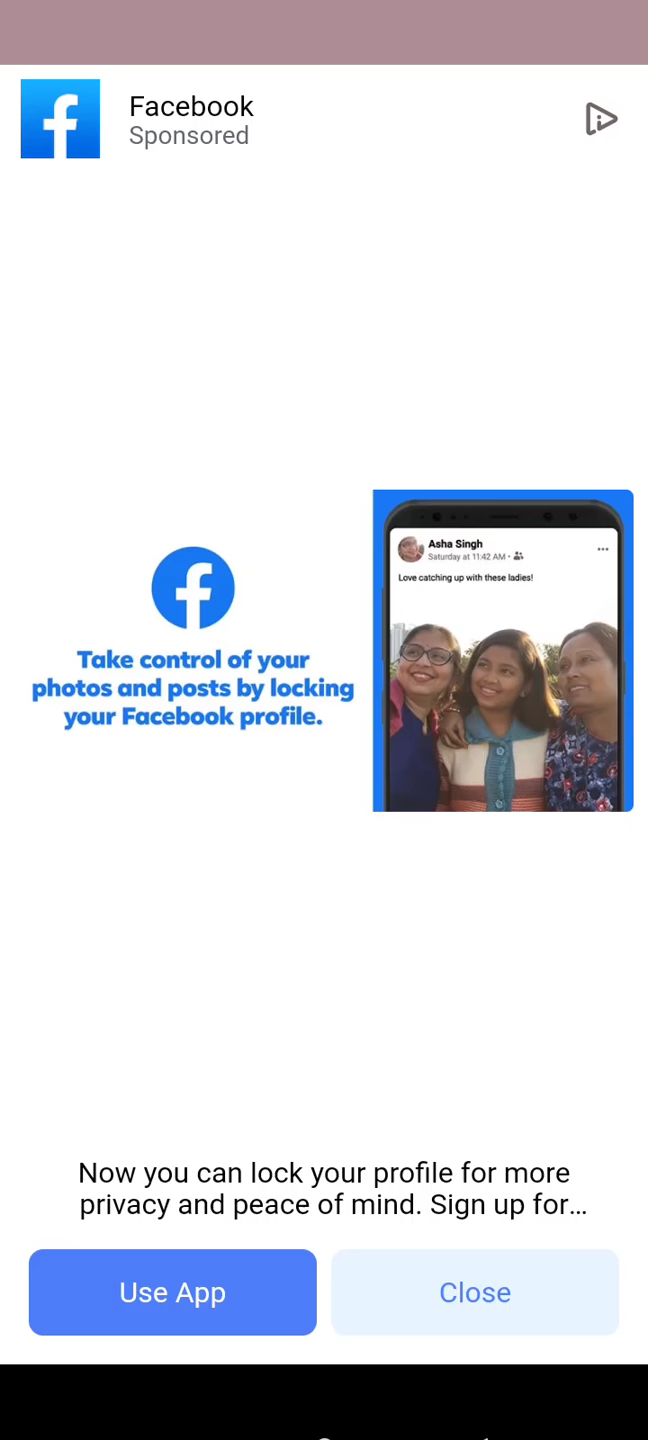 Facebook
Sponsored
Take control of your
photos and posts by locking
your Facebook profile.
Asha Singh
Saturday at 11:42 AM •
Love catching up with these ladies!
Now you can lock your profile for more
privacy and peace of mind. Sign up for...
Use App
Close